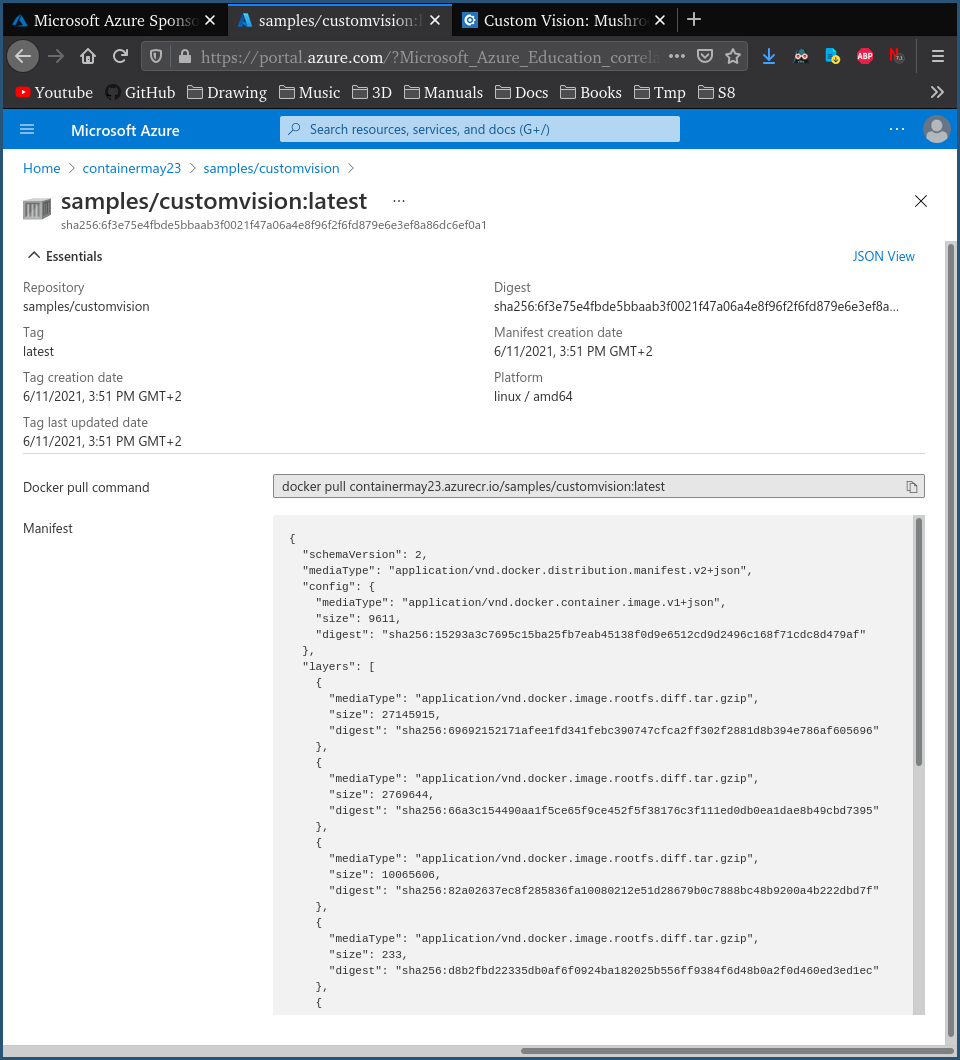 Microsoft Azure Spons
samples/customvision:l
Custom Vision: Mushro
https://portal.azure.com/?Microsoft_Azure_Education_correla
Youtube GitHub Drawing Music 3D Manuals Docs Books Tmp S8
Microsoft Azure
Search resources, services, and docs (G+/)
Home > containermay23 > samples/customvision >
samples/customvision:latest
sha256:6f3e75e4fbde5bbaab3f0021f47a06a4e8f96f2f6fd879e6e3ef8a86dc6ef0a1
Essentials
JSON View
Repository
samples/customvision
Digest
sha256:6f3e75e4fbde5bbaab3f0021f47a06a4e8f96f2f6fd879e6e3ef8a...
Tag
latest
Manifest creation date
6/11/2021, 3:51 PM GMT+2
Tag creation date
6/11/2021, 3:51 PM GMT+2
Platform
linux / amd64
Tag last updated date
6/11/2021, 3:51 PM GMT+2
Docker pull command
docker pull containermay23.azurecr.io/samples/customvision:latest
Manifest
{
"schemaVersion": 2,
"mediaType": "application/vnd.docker.distribution.manifest.v2+json",
"config": {
"mediaType": "application/vnd.docker.container.image.v1+json",
"size": 9611,
"digest": "sha256:15293a3c7695c15ba25fb7eab45138f0d9e6512cd9d2496c168f71cdc8d479af"
},
"layers": [
{
"mediaType": "application/vnd.docker.image.rootfs.diff.tar.gzip",
"size": 27145915,
"digest": "sha256:69692152171afee1fd341febc390747cfca2ff302f2881d8b394e786af605696"
},
{
"mediaType": "application/vnd.docker.image.rootfs.diff.tar.gzip",
"size": 2769644,
"digest": "sha256:66a3c154490aa1f5ce65f9ce452f5f38176c3f111ed0db0ea1dae8b49cbd7395"
},
{
"mediaType": "application/vnd.docker.image.rootfs.diff.tar.gzip",
"size": 10065606,
"digest": "sha256:82a02637ec8f285836fa10080212e51d28679b0c7888bc48b9200a4b222dbd7f"
},
{
"mediaType": "application/vnd.docker.image.rootfs.diff.tar.gzip",
"size": 233,
"digest": "sha256:d8b2fbd22335db0af6f0924ba182025b556ff9384f6d48b0a2f0d460ed3ed1ec"
},
{